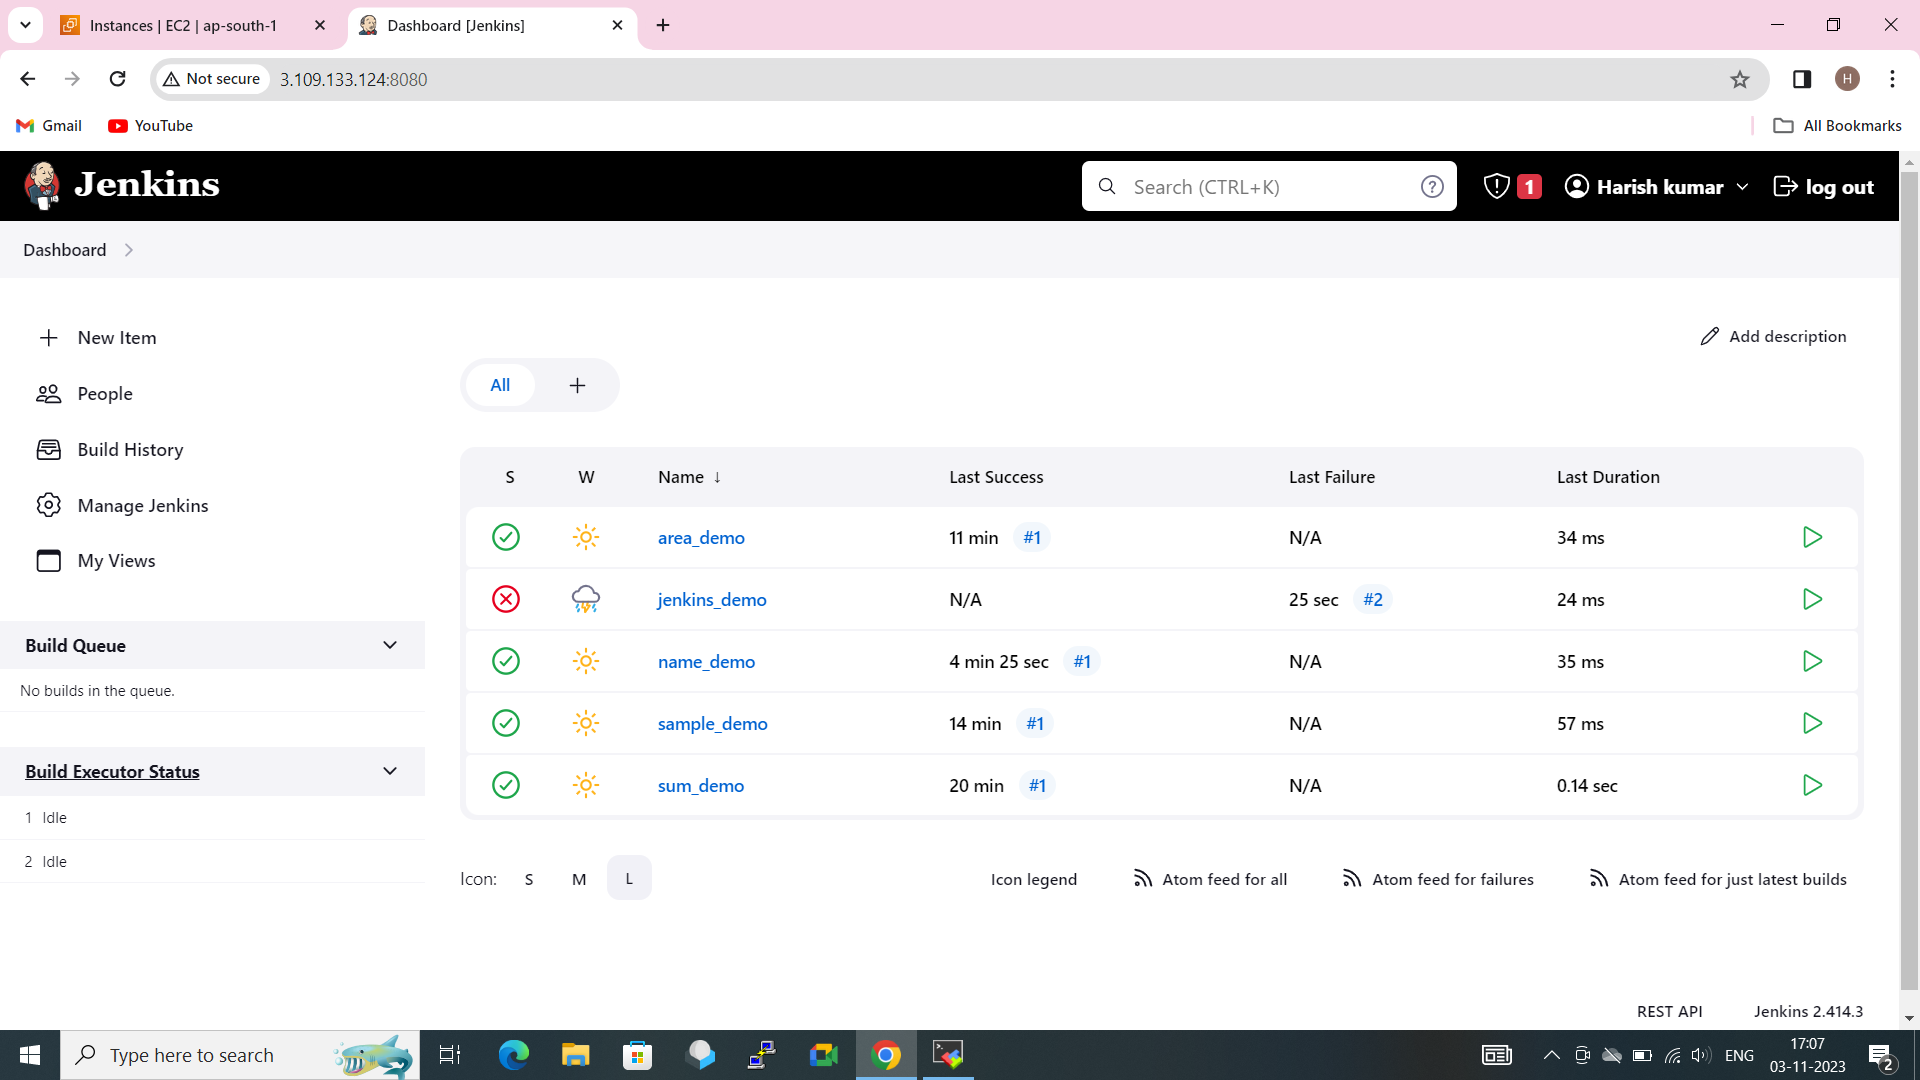 Instances | EC2 | ap-south-1
Dashboard [Jenkins]
Not secure
3.109.133.124:8080
H
Gmail
YouTube
All Bookmarks
Jenkins
Search (CTRL+K)
?
1
Harish kumar
log out
Dashboard
New Item
People
Build History
Manage Jenkins
My Views
Build Queue
No builds in the queue.
Build Executor Status
1 Idle
2 Idle
Add description
All +
S W Name ↓ Last Success Last Failure Last Duration
area_demo 11 min #1 N/A 34 ms
jenkins_demo N/A 25 sec #2 24 ms
name_demo 4 min 25 sec #1 N/A 35 ms
sample_demo 14 min #1 N/A 57 ms
sum_demo 20 min #1 N/A 0.14 sec
Icon: S M L
Icon legend
Atom feed for all
Atom feed for failures
Atom feed for just latest builds
REST API
Jenkins 2.414.3
Type here to search
ENG
17:07
03-11-2023
2